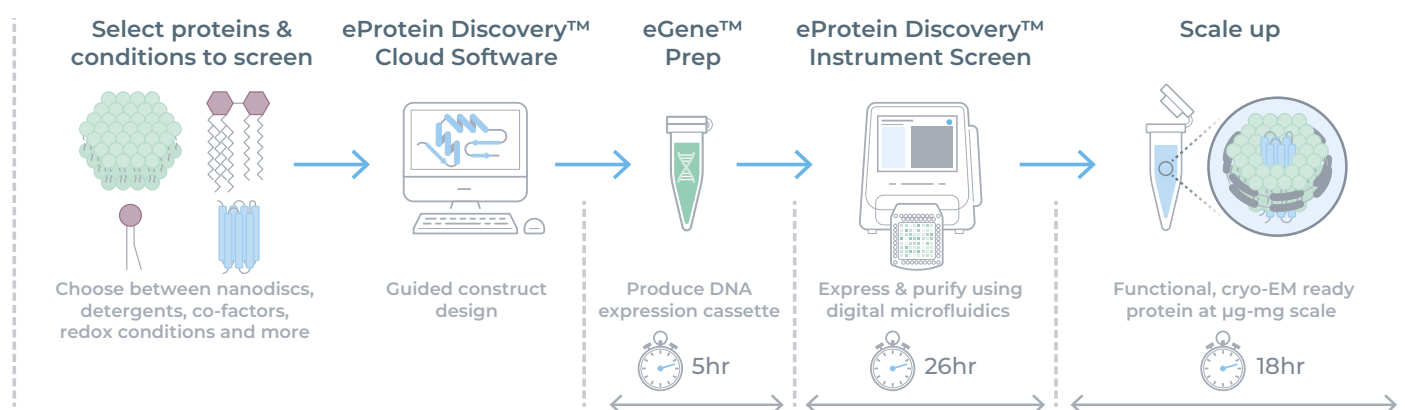 Select proteins &
conditions to screen
Choose between nanodiscs,
detergents, co-factors,
redox conditions and more
eProtein Discovery™
Cloud Software
Guided construct
design
eGene™
Prep
Produce DNA
expression cassette
5hr
eProtein Discovery™
Instrument Screen
Express & purify using
digital microfluidics
26hr
Scale up
Functional, cryo-EM ready
protein at µg-mg scale
18hr